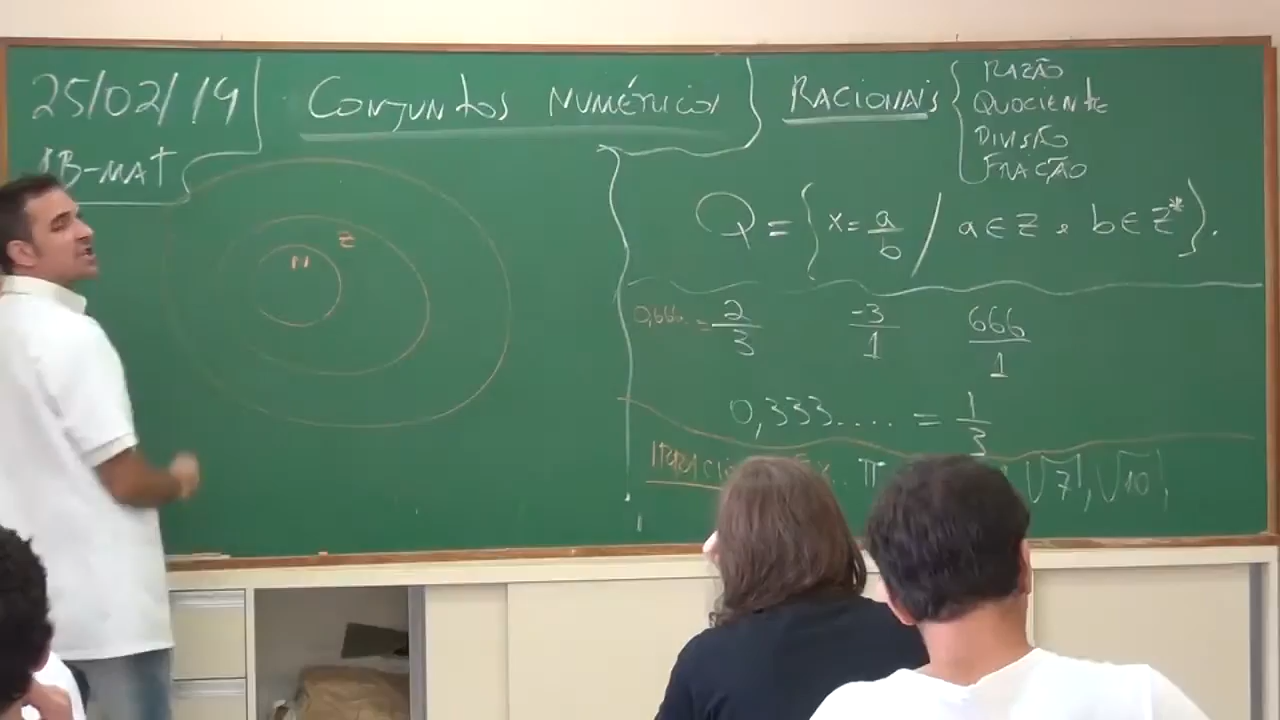 25/02/19
1B-MAT
Conjuntos Numéricos
N
Z
Racionais { Razão
Quociente
Divisão
Fração
Q = { x = a/b / a ∈ Z e b ∈ Z* }.
0,666.. = 2/3 -3/1 666/1
0,333.... = 1/3
Ex. π √7, √10,